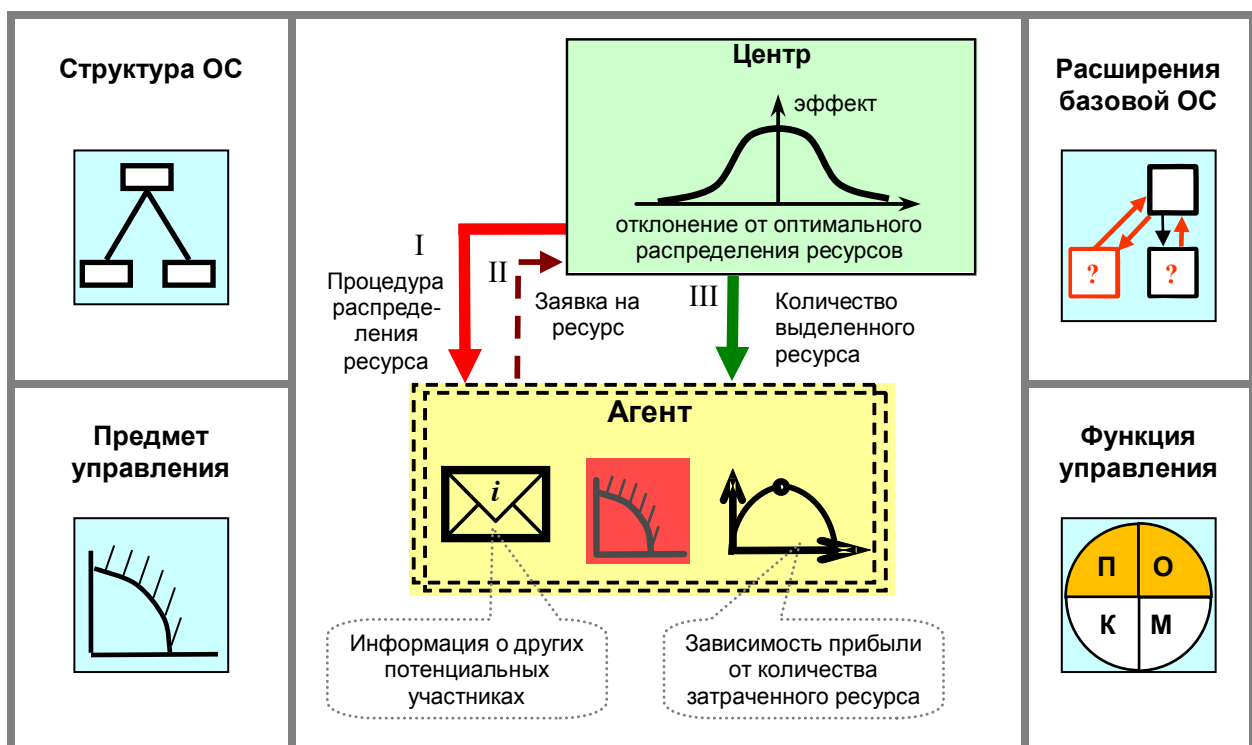 Структура ОС
Предмет
управления
Центр
эффект
отклонение от оптимального
распределения ресурсов
I
Процедура
распреде-
ления
ресурса
II
Заявка на
ресурс
III
Количество
выделенного
ресурса
Агент
i
Информация о других
потенциальных
участниках
Зависимость прибыли
от количества
затраченного ресурса
Расширения
базовой ОС
? ?
Функция
управления
П О
К М